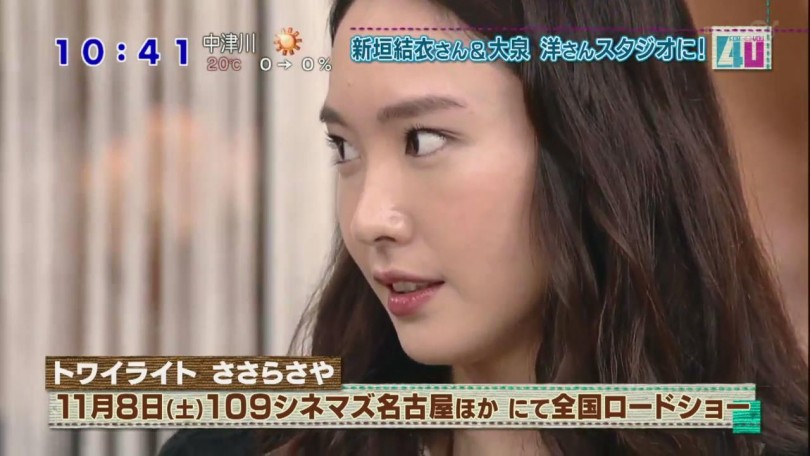 10:41
中津川
20℃ 0→0%
新垣結衣さん&大泉 洋さんスタジオに!
4U
トワイライト ささらさや
11月8日(土)109シネマズ名古屋ほか にて全国ロードショー